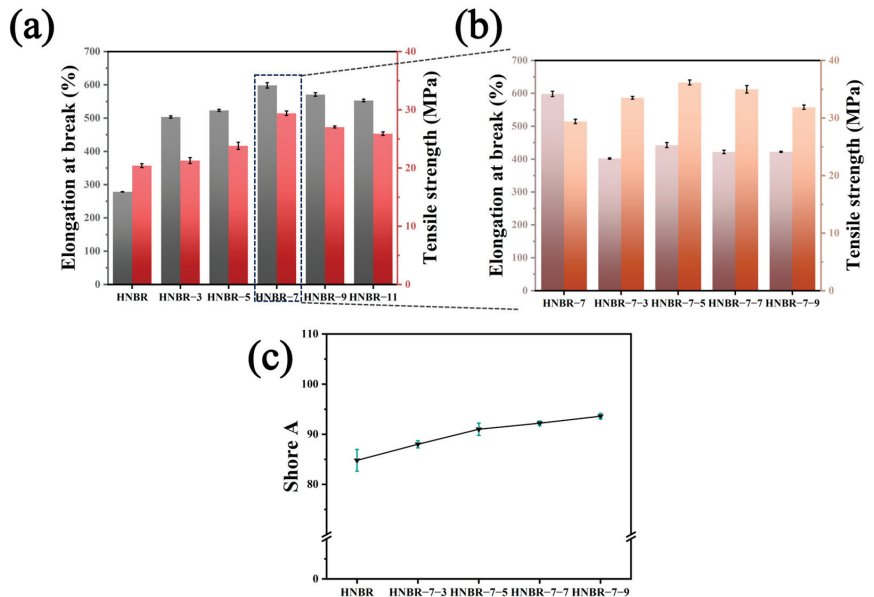 (a)
Elongation at break (%)
700
600
500
400
300
200
100
0
40
30
20
10
0
Tensile strength (MPa)
HNBR HNBR−3 HNBR−5 HNBR−7 HNBR−9 HNBR−11
(b)
Elongation at break (%)
700
600
500
400
300
200
100
0
40
30
20
10
0
Tensile strength (MPa)
HNBR−7 HNBR−7−3 HNBR−7−5 HNBR−7−7 HNBR−7−9
(c)
Shore A
110
100
90
80
0
HNBR HNBR−7−3 HNBR−7−5 HNBR−7−7 HNBR−7−9